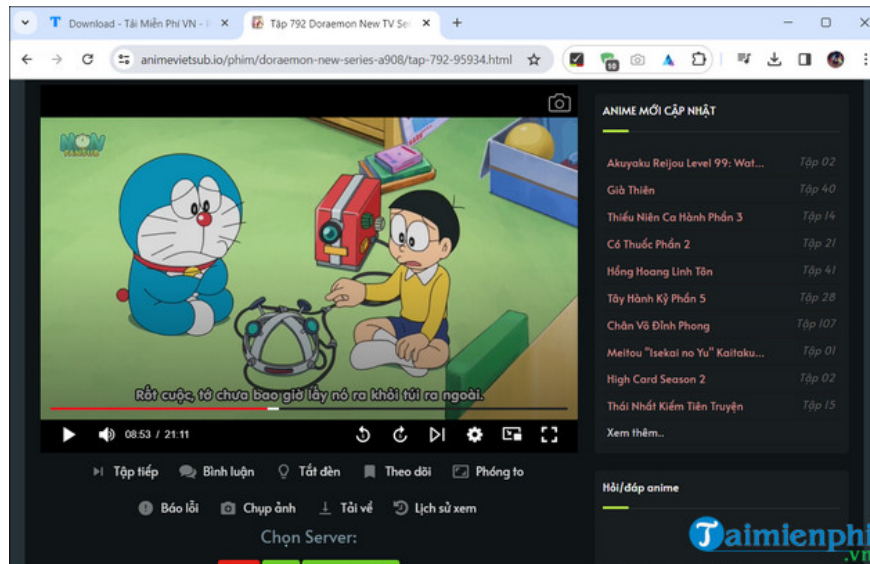 Download - Tải Miễn Phí VN -
Tập 792 Doraemon New TV Se
animevietsub.io/phim/doraemon-new-series-a908/tap-792-95934.html
10
NON
FANSUB
Rốt cuộc, tớ chưa bao giờ lấy nó ra khỏi túi ra ngoài.
08:53 / 21:11
Tập tiếp
Bình luận
Tắt đèn
Theo dõi
Phóng to
Báo lỗi
Chụp ảnh
Tải về
Lịch sử xem
Chọn Server:
ANIME MỚI CẬP NHẬT
Akuyaku Reijou Level 99: Wat... Tập 02
Già Thiên Tập 40
Thiếu Niên Ca Hành Phần 3 Tập 14
Có Thuốc Phần 2 Tập 21
Hồng Hoang Linh Tôn Tập 41
Tây Hành Kỷ Phần 5 Tập 28
Chân Võ Đỉnh Phong Tập 107
Meitou "Isekai no Yu" Kaitaku... Tập 01
High Card Season 2 Tập 02
Thái Nhất Kiếm Tiên Truyện Tập 15
Xem thêm..
Hỏi/đáp anime
Taimienphi
.vn